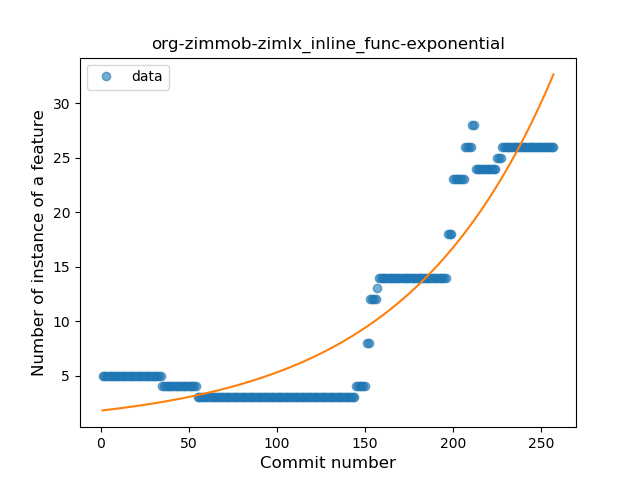 org-zimmob-zimlx_inline_func-exponential
data
Number of instance of a feature
30
25
20
15
10
5
0 50 100 150 200 250
Commit number